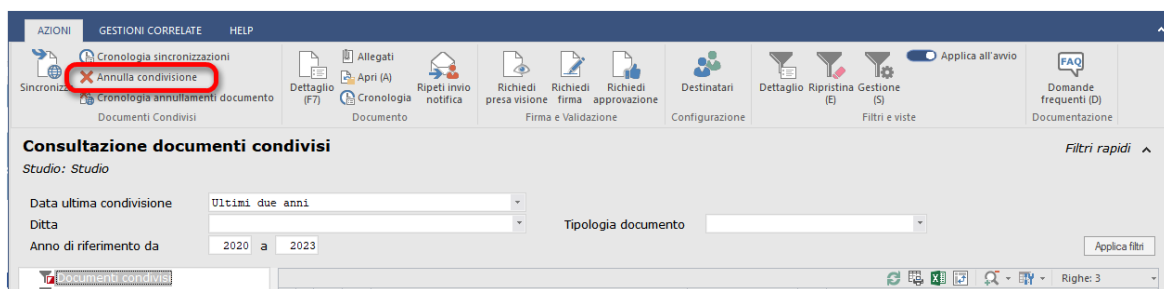 AZIONI GESTIONI CORRELATE HELP
Cronologia sincronizzazioni
Annulla condivisione
Sincronizz
Cronologia annullamenti documento
Documenti Condivisi
Dettaglio (F7)
Allegati
Apri (A)
Cronologia
Ripeti invio notifica
Documento
Richiedi presa visione
Richiedi firma
Richiedi approvazione
Firma e Validazione
Destinatari
Configurazione
Dettaglio
Ripristina (E)
Gestione (S)
Applica all'avvio
Filtri e viste
FAQ
Domande frequenti (D)
Documentazione
Consultazione documenti condivisi
Filtri rapidi
Studio: Studio
Data ultima condivisione Ultimi due anni
Ditta Tipologia documento
Anno di riferimento da 2020 a 2023
Applica filtri
Documenti condivisi
Righe: 3